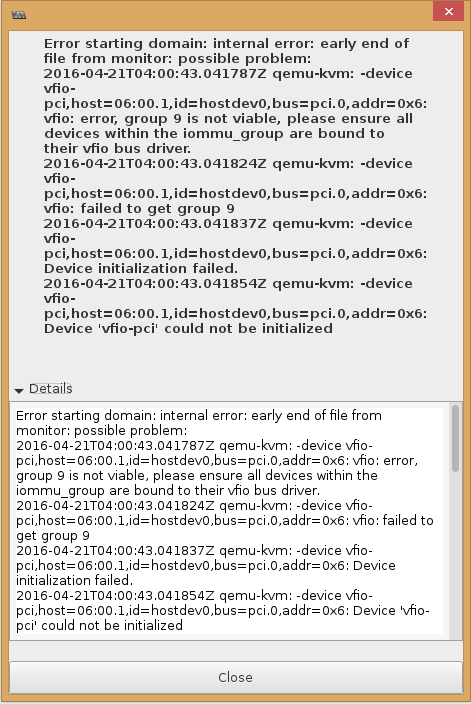 Error starting domain: internal error: early end of
file from monitor: possible problem:
2016-04-21T04:00:43.041787Z qemu-kvm: -device
vfio-
pci,host=06:00.1,id=hostdev0,bus=pci.0,addr=0x6:
vfio: error, group 9 is not viable, please ensure all
devices within the iommu_group are bound to
their vfio bus driver.
2016-04-21T04:00:43.041824Z qemu-kvm: -device
vfio-
pci,host=06:00.1,id=hostdev0,bus=pci.0,addr=0x6:
vfio: failed to get group 9
2016-04-21T04:00:43.041837Z qemu-kvm: -device
vfio-
pci,host=06:00.1,id=hostdev0,bus=pci.0,addr=0x6:
Device initialization failed.
2016-04-21T04:00:43.041854Z qemu-kvm: -device
vfio-
pci,host=06:00.1,id=hostdev0,bus=pci.0,addr=0x6:
Device 'vfio-pci' could not be initialized
Details
Error starting domain: internal error: early end of file from
monitor: possible problem:
2016-04-21T04:00:43.041787Z qemu-kvm: -device vfio-
pci,host=06:00.1,id=hostdev0,bus=pci.0,addr=0x6: vfio: error,
group 9 is not viable, please ensure all devices within the
iommu_group are bound to their vfio bus driver.
2016-04-21T04:00:43.041824Z qemu-kvm: -device vfio-
pci,host=06:00.1,id=hostdev0,bus=pci.0,addr=0x6: vfio: failed to
get group 9
2016-04-21T04:00:43.041837Z qemu-kvm: -device vfio-
pci,host=06:00.1,id=hostdev0,bus=pci.0,addr=0x6: Device
initialization failed.
2016-04-21T04:00:43.041854Z qemu-kvm: -device vfio-
pci,host=06:00.1,id=hostdev0,bus=pci.0,addr=0x6: Device 'vfio-
pci' could not be initialized
Close